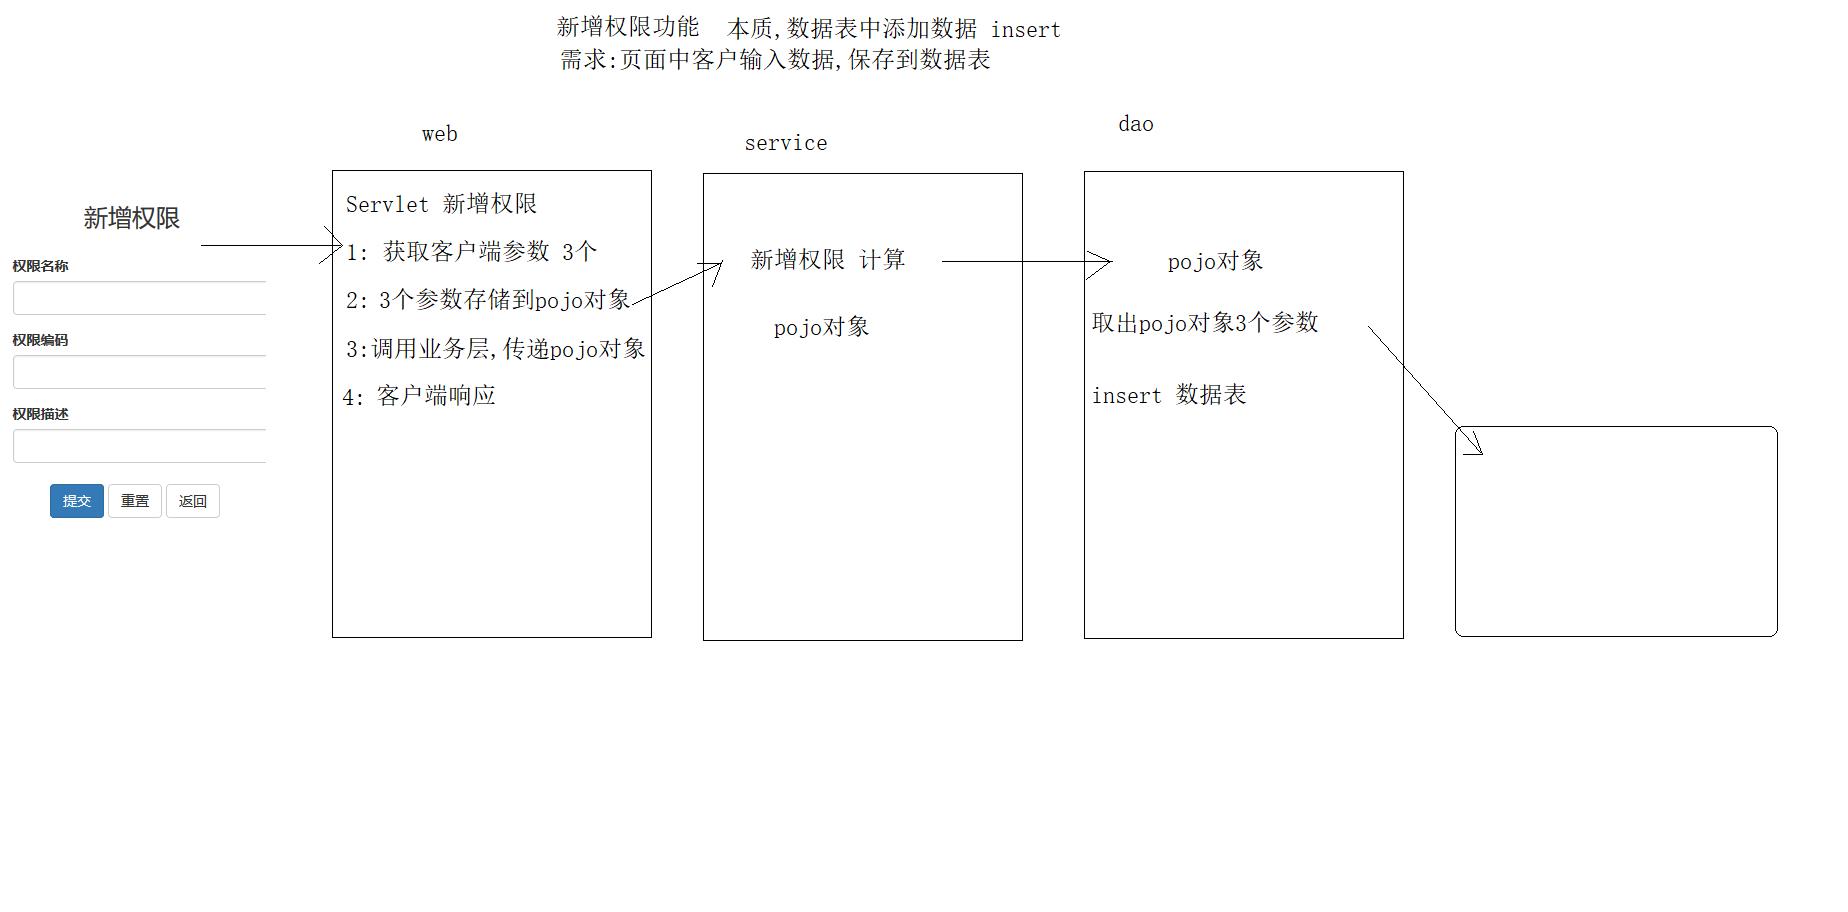 新增权限功能 本质,数据表中添加数据 insert
需求:页面中客户输入数据,保存到数据表
新增权限
权限名称
权限编码
权限描述
提交 重置 返回
web
Servlet 新增权限
1: 获取客户端参数 3个
2: 3个参数存储到pojo对象
3:调用业务层,传递pojo对象
4: 客户端响应
service
新增权限 计算
pojo对象
dao
pojo对象
取出pojo对象3个参数
insert 数据表